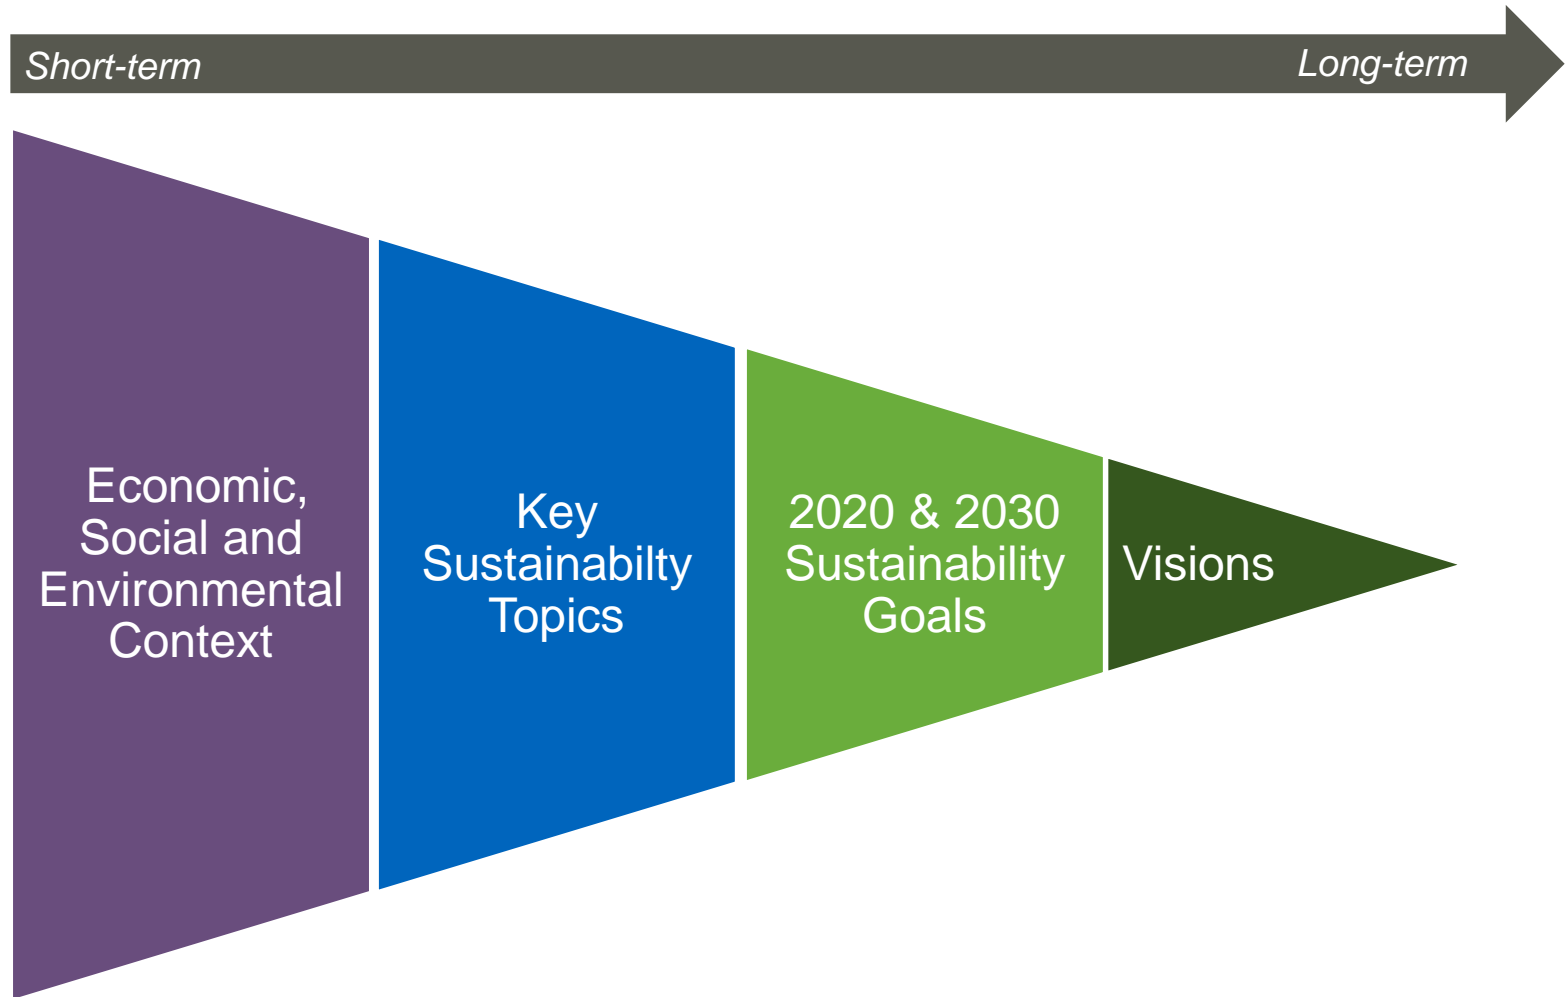 Short-term
Long-term
Economic,
Social and
Environmental
Context
Key
Sustainabilty
Topics
2020 & 2030
Sustainability
Goals
Visions